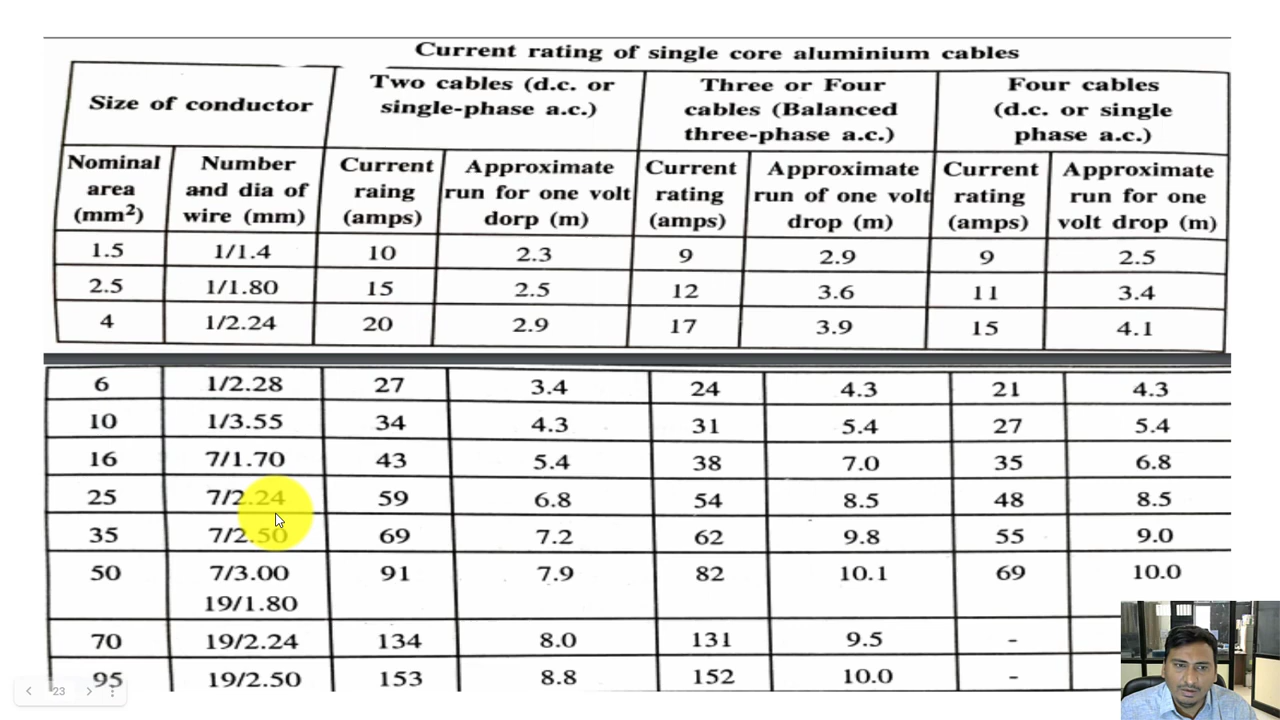 Current rating of single core aluminium cables
Size of conductor
Two cables (d.c. or
single-phase a.c.)
Three or Four
cables (Balanced
three-phase a.c.)
Four cables
(d.c. or single
phase a.c.)
Nominal
area
(mm²)
Number
and dia of
wire (mm)
Current
raing
(amps)
Approximate
run for one volt
dorp (m)
Current
rating
(amps)
Approximate
run of one volt
drop (m)
Current
rating
(amps)
Approximate
run for one
volt drop (m)
1.5 1/1.4 10 2.3 9 2.9 9 2.5
2.5 1/1.80 15 2.5 12 3.6 11 3.4
4 1/2.24 20 2.9 17 3.9 15 4.1
6 1/2.28 27 3.4 24 4.3 21 4.3
10 1/3.55 34 4.3 31 5.4 27 5.4
16 7/1.70 43 5.4 38 7.0 35 6.8
25 7/2.24 59 6.8 54 8.5 48 8.5
35 7/2.50 69 7.2 62 9.8 55 9.0
50 7/3.00 91 7.9 82 10.1 69 10.0
19/1.80
70 19/2.24 134 8.0 131 9.5 -
95 19/2.50 153 8.8 152 10.0 -
23